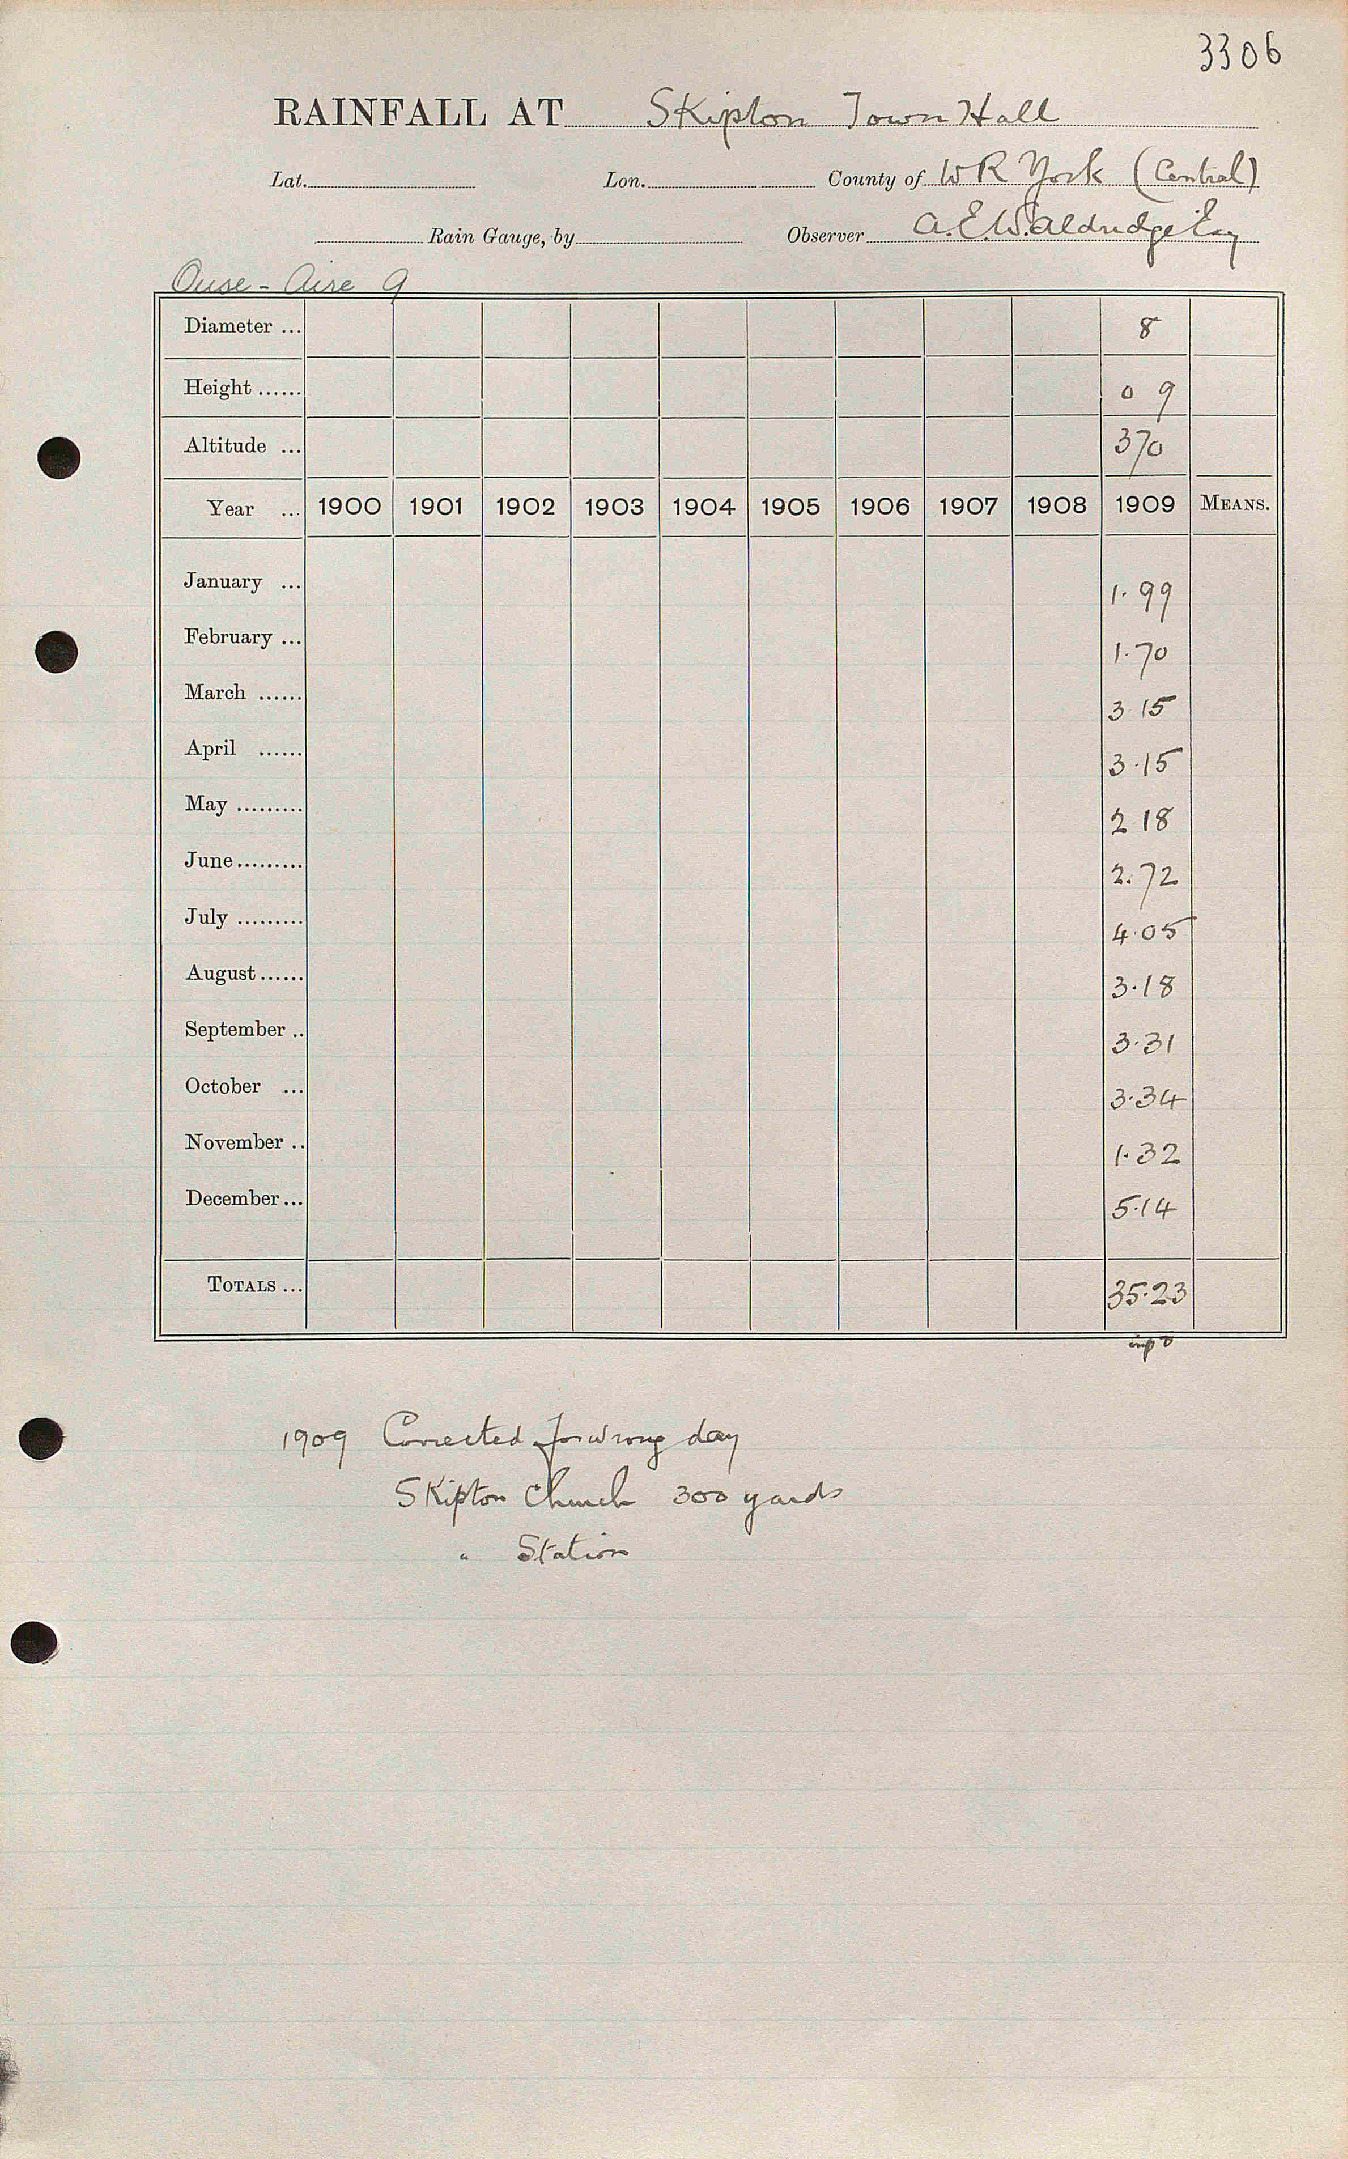 3306
RAINFALL AT Skipton Town Hall
Lat. Lon. County of W R York (Central)
Rain Gauge, by Observer A. E. W. Aldridge Esq
Ouse - Aire 9
Diameter ... 8
Height ...... 0 9
Altitude ... 370
Year ... 1900 1901 1902 1903 1904 1905 1906 1907 1908 1909 MEANS.
January ... 1.99
February ... 1.70
March ...... 3 15
April ...... 3.15
May ......... 2 18
June ......... 2.72
July ......... 4.05
August ...... 3.18
September .. 3.31
October ... 3.34
November .. 1.32
December ... 5.14
TOTALS ... 35.23
1909 Corrected for wrong day
Skipton Church 300 yards
" Station